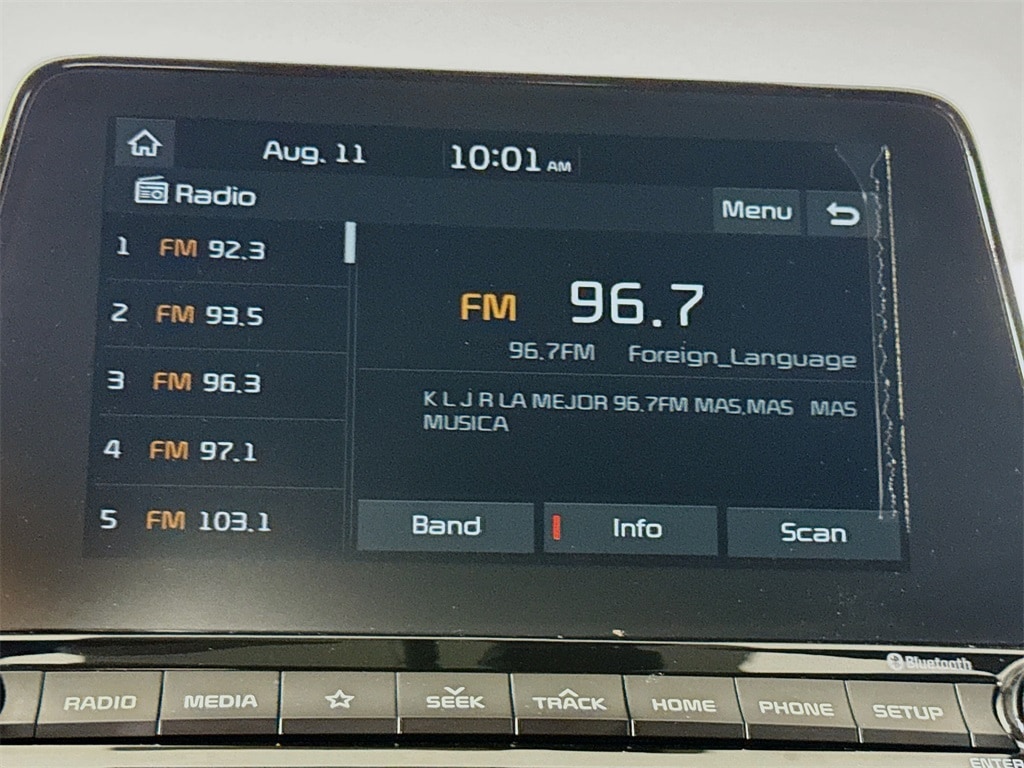 Aug. 11 10:01 AM
Radio
Menu
1 FM 92.3
2 FM 93.5
3 FM 96.3
4 FM 97.1
5 FM 103.1
FM 96.7
96.7FM Foreign_Language
K L J R LA MEJOR 96.7FM MAS,MAS MAS
MUSICA
Band Info Scan
Bluetooth
RADIO MEDIA SEEK TRACK HOME PHONE SETUP
ENTER